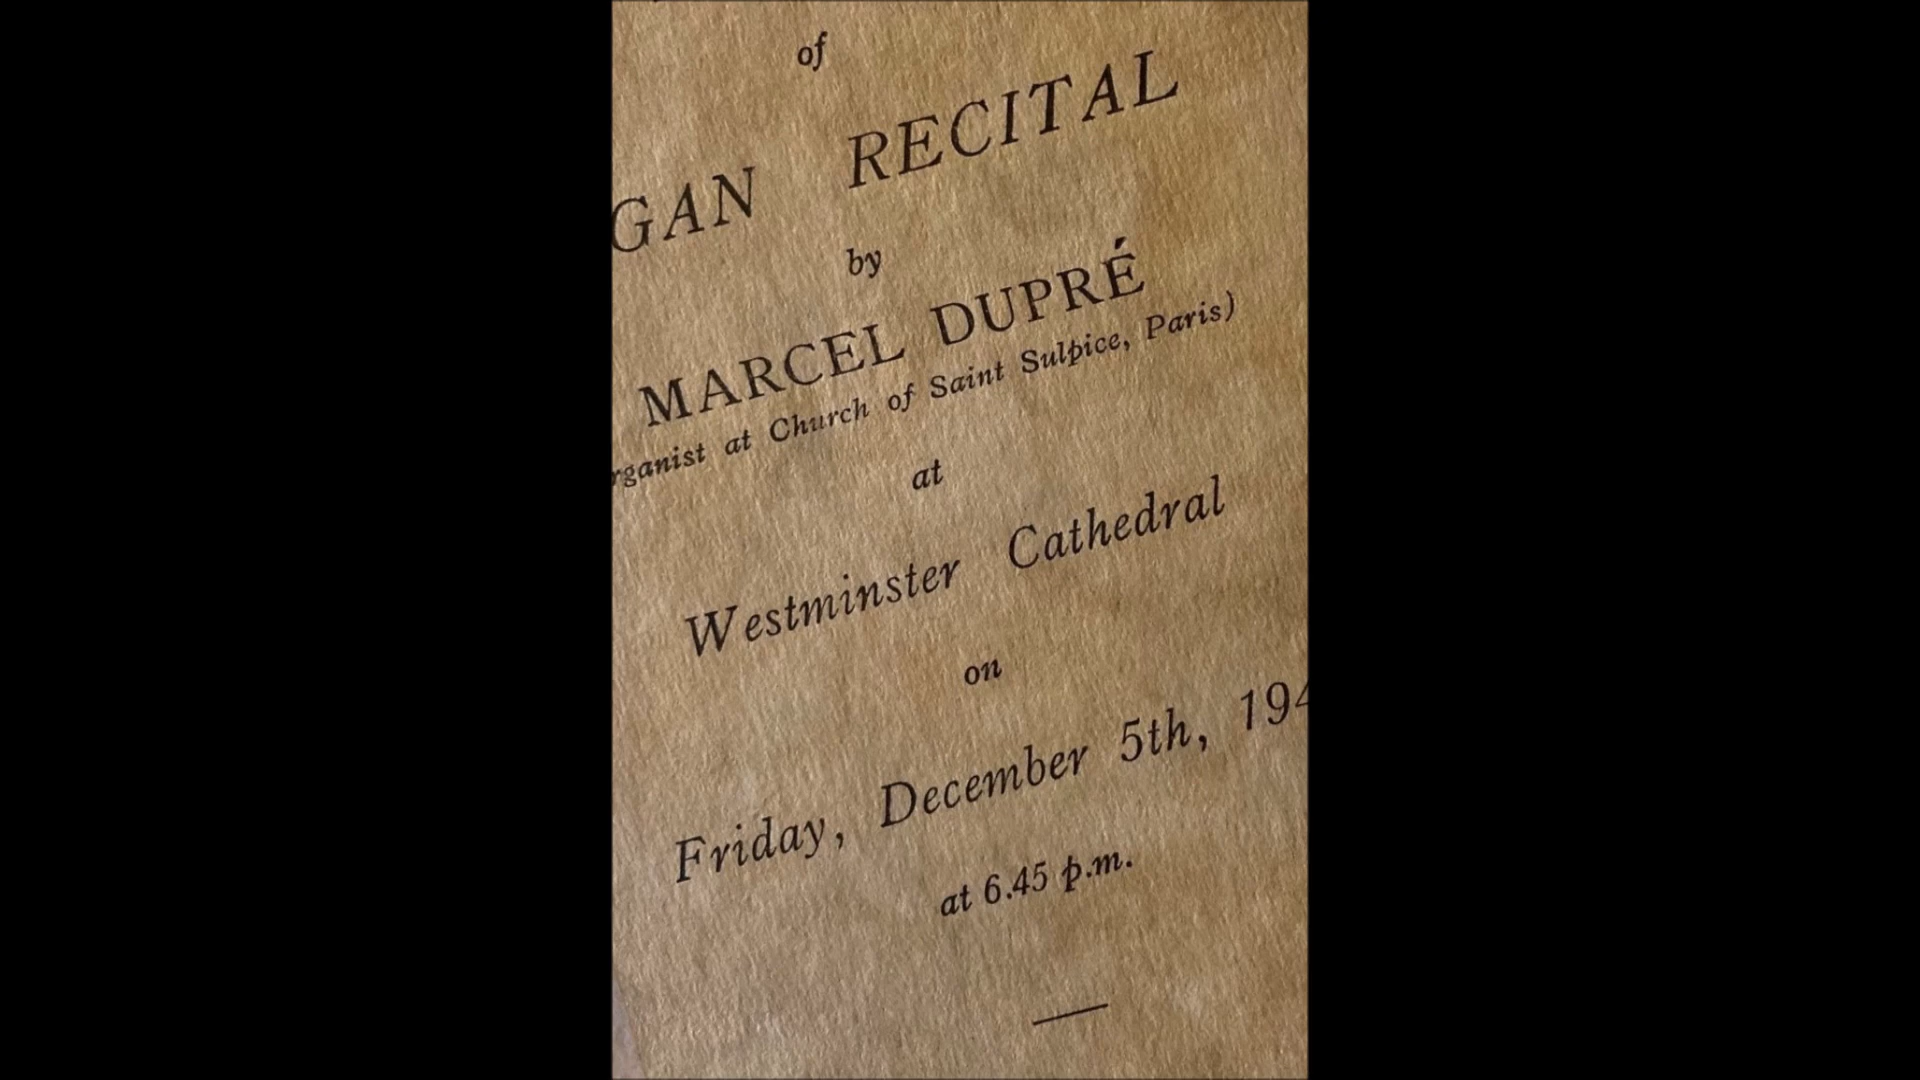 of
GAN RECITAL
by
MARCEL DUPRÉ
rganist at Church of Saint Sulpice, Paris)
at
Westminster Cathedral
on
Friday, December 5th, 194
at 6.45 p.m.